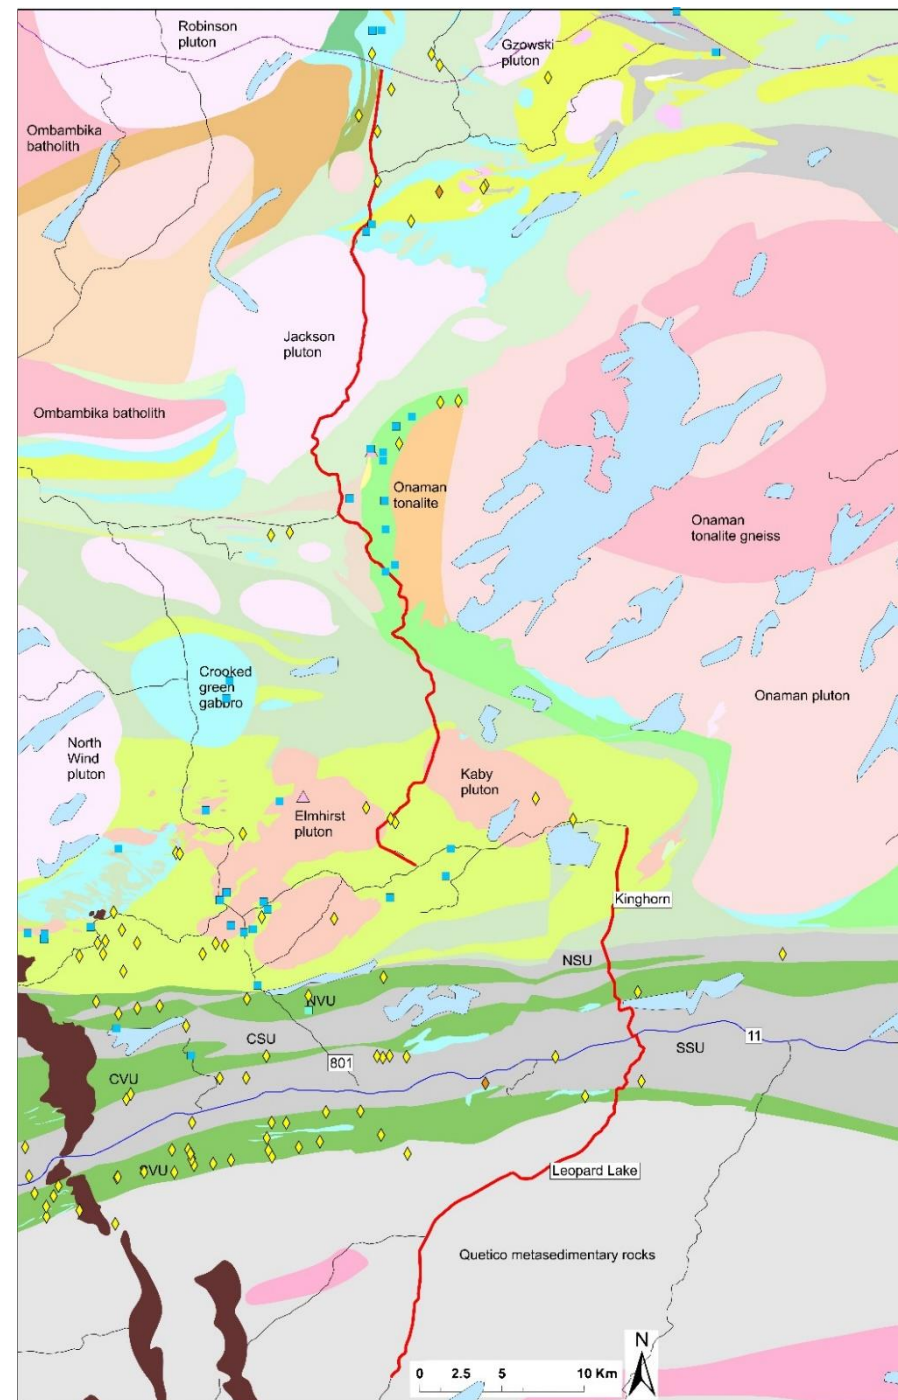 Robinson
pluton
Gzowski
pluton
Ombambika
batholith
Jackson
pluton
Ombambika batholith
Onaman
tonalite
Onaman
tonalite gneiss
Crooked
green
gabbro
Onaman pluton
North
Wind
pluton
Kaby
pluton
Elmhirst
pluton
Kinghorn
NSU
NVU
CSU
11
801
SSU
CVU
SVU
Leopard Lake
Quetico metasedimentary rocks
N
0 2.5 5 10 Km